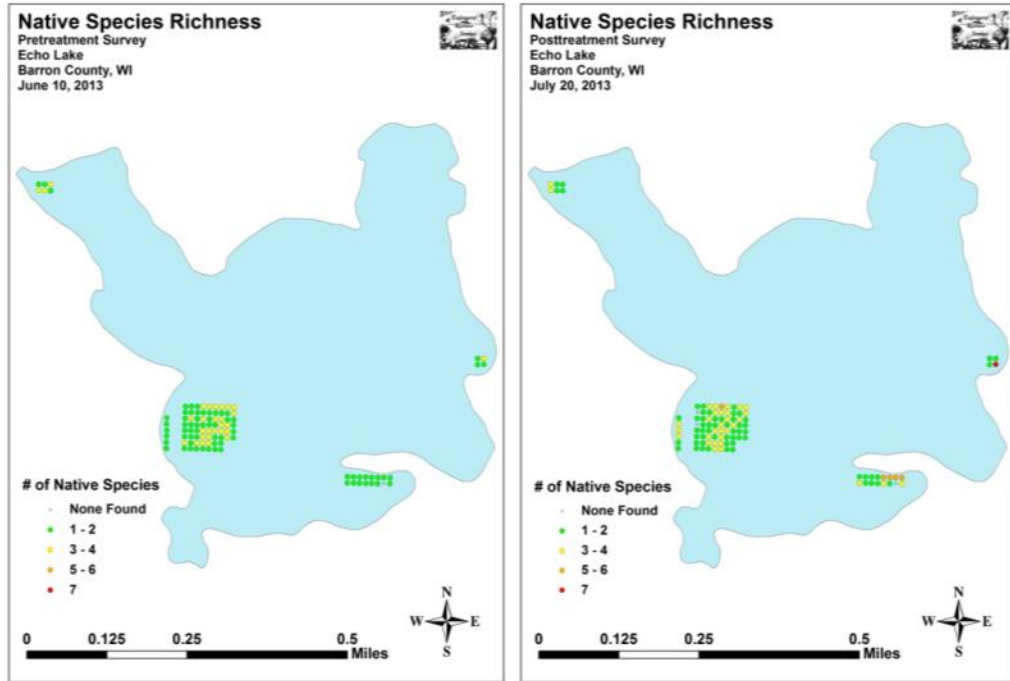 Native Species Richness
Pretreatment Survey
Echo Lake
Barron County, WI
June 10, 2013
# of Native Species
None Found
1 - 2
3 - 4
5 - 6
7
N
W E
S
0 0.125 0.25 0.5
Miles
Native Species Richness
Posttreatment Survey
Echo Lake
Barron County, WI
July 20, 2013
# of Native Species
None Found
1 - 2
3 - 4
5 - 6
7
N
W E
S
0 0.125 0.25 0.5
Miles